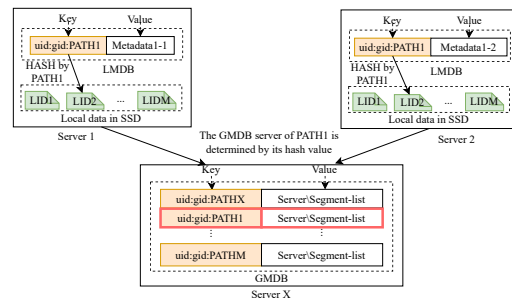 Key Value
uid:gid:PATH1 Metadata1-1
HASH by
PATH1
LMDB
LID1 LID2 ... LIDM
Local data in SSD
Server 1
Key Value
uid:gid:PATH1 Metadata1-2
HASH by
PATH1
LMDB
LID1 LID2 ... LIDM
Local data in SSD
Server 2
The GMDB server of PATH1 is
determined by its hash value
Key Value
uid:gid:PATHX Server\Segment-list
uid:gid:PATH1 Server\Segment-list
⋮ ⋮
uid:gid:PATHM Server\Segment-list
GMDB
Server X